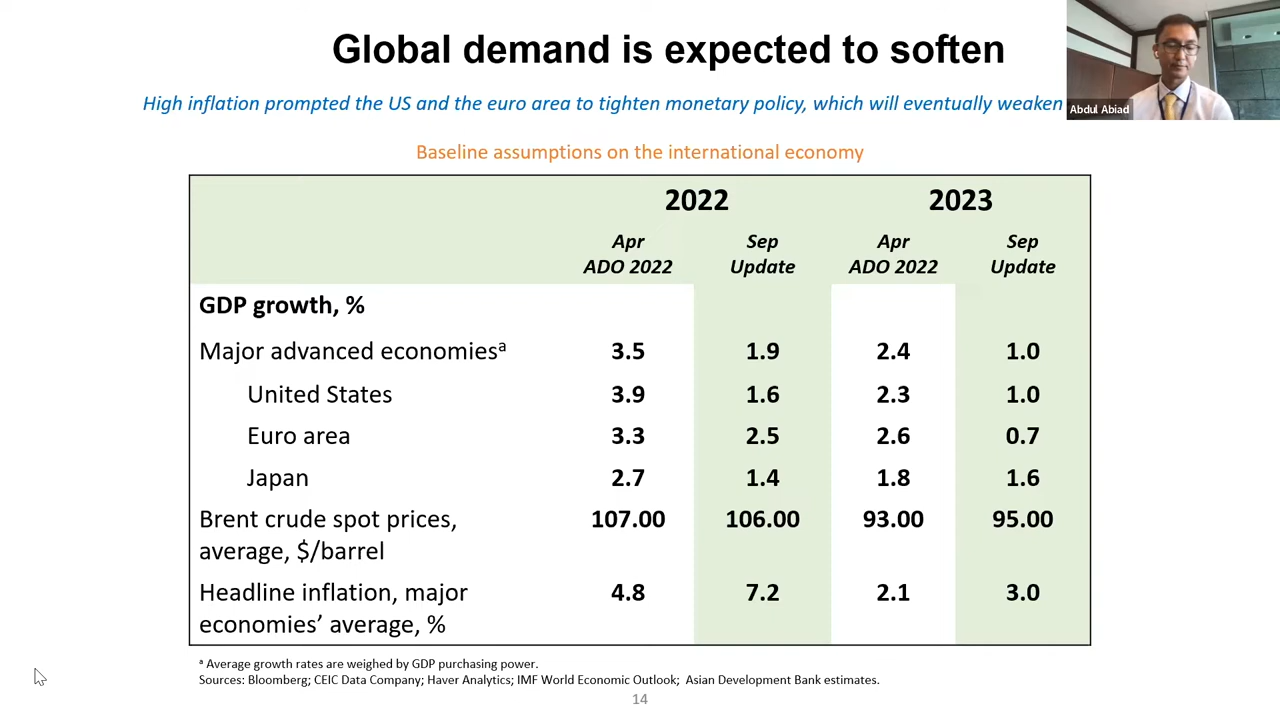 Global demand is expected to soften
High inflation prompted the US and the euro area to tighten monetary policy, which will eventually weaken
Abdul Abiad
Baseline assumptions on the international economy
2022 2023
Apr Sep Apr Sep
ADO 2022 Update ADO 2022 Update
GDP growth, %
Major advanced economiesᵃ 3.5 1.9 2.4 1.0
United States 3.9 1.6 2.3 1.0
Euro area 3.3 2.5 2.6 0.7
Japan 2.7 1.4 1.8 1.6
Brent crude spot prices, 107.00 106.00 93.00 95.00
average, $/barrel
Headline inflation, major 4.8 7.2 2.1 3.0
economies’ average, %
ᵃ Average growth rates are weighed by GDP purchasing power.
Sources: Bloomberg; CEIC Data Company; Haver Analytics; IMF World Economic Outlook; Asian Development Bank estimates.
14